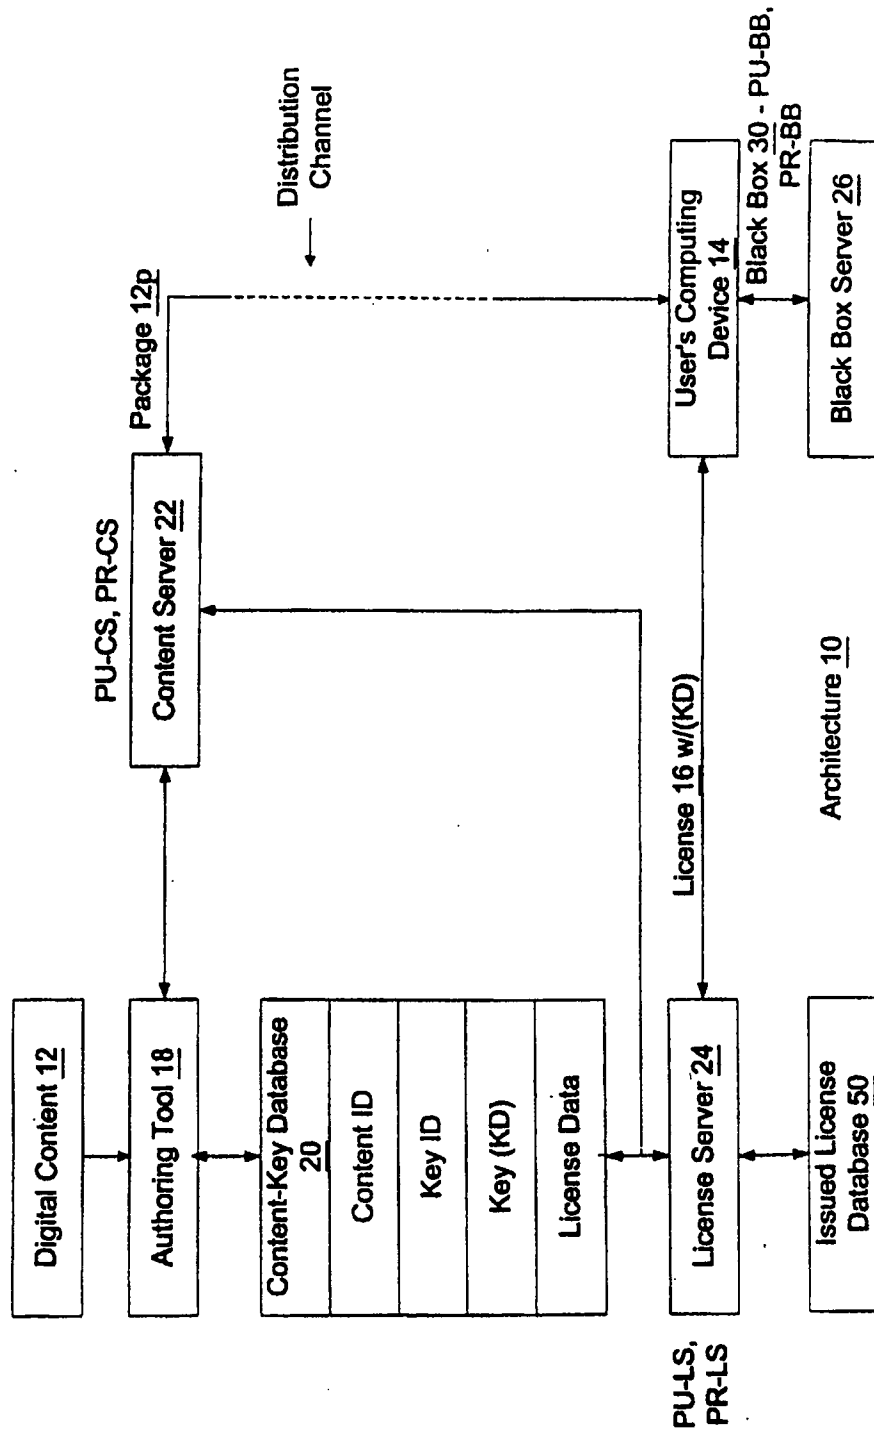 Digital Content 12
Authoring Tool 18
Content-Key Database
20
Content ID
Key ID
Key (KD)
License Data
PU-LS,
PR-LS
License Server 24
Issued License
Database 50
PU-CS, PR-CS
Content Server 22
Package 12p
Distribution
Channel
License 16 w/(KD)
User's Computing
Device 14
Black Box 30 - PU-BB,
PR-BB
Black Box Server 26
Architecture 10